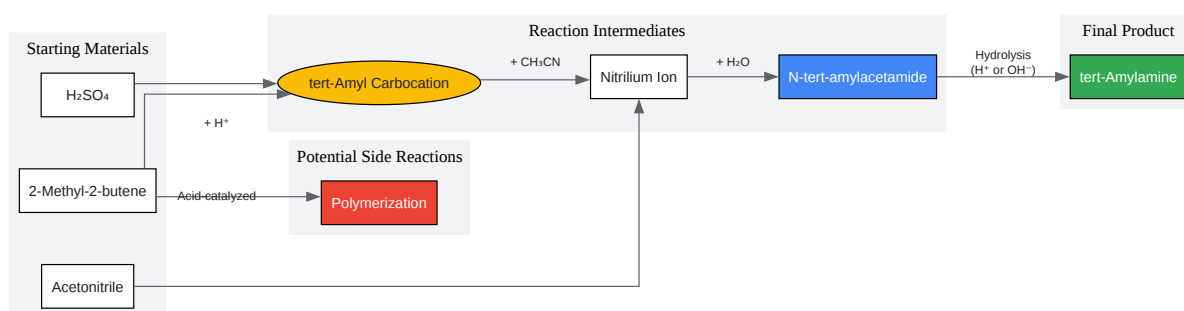 Starting Materials
H₂SO₄
2-Methyl-2-butene
Acetonitrile
+ H⁺
Acid-catalyzed
Reaction Intermediates
tert-Amyl Carbocation
+ CH₃CN
Nitrilium Ion
+ H₂O
N-tert-amylacetamide
Potential Side Reactions
Polymerization
Hydrolysis
(H⁺ or OH⁻)
Final Product
tert-Amylamine